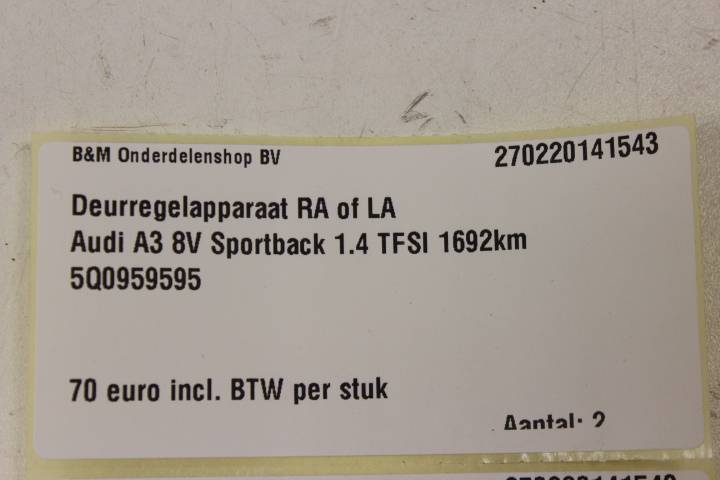 B&M Onderdelenshop BV 270220141543
Deurregelapparaat RA of LA
Audi A3 8V Sportback 1.4 TFSI 1692km
5Q0959595
70 euro incl. BTW per stuk
Aantal: 2